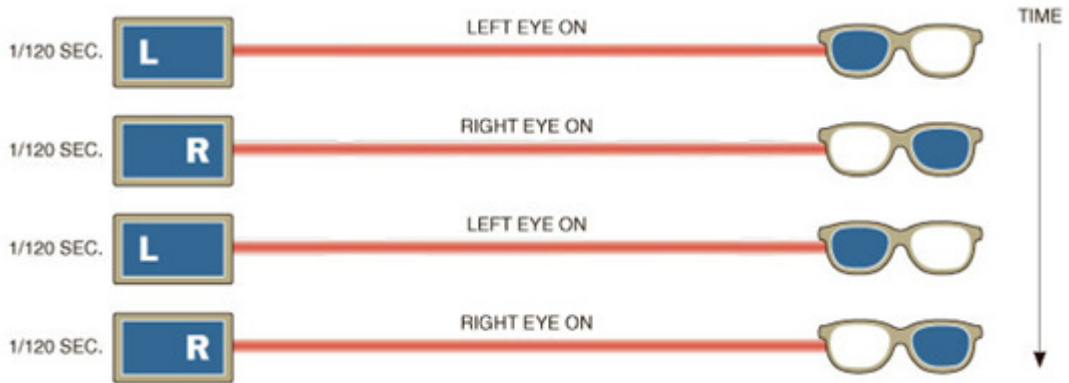 TIME
LEFT EYE ON
1/120 SEC.
L
RIGHT EYE ON
1/120 SEC.
R
LEFT EYE ON
1/120 SEC.
L
RIGHT EYE ON
1/120 SEC.
R